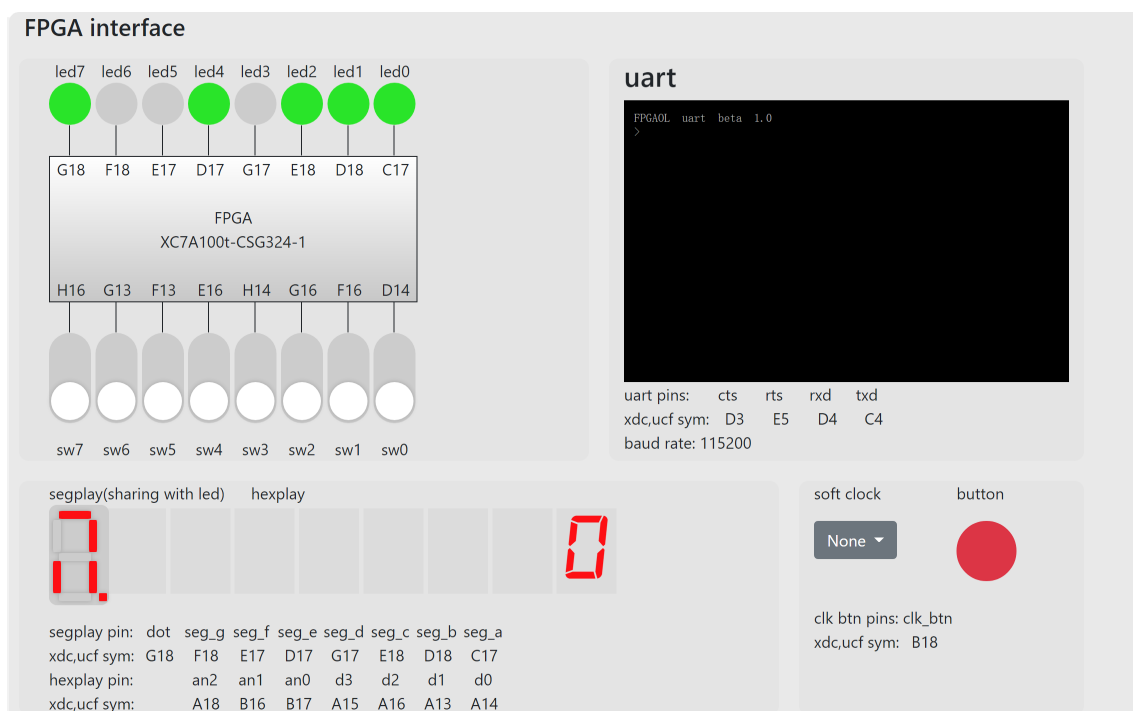 FPGA interface
led7 led6 led5 led4 led3 led2 led1 led0
G18 F18 E17 D17 G17 E18 D18 C17
FPGA
XC7A100t-CSG324-1
H16 G13 F13 E16 H14 G16 F16 D14
sw7 sw6 sw5 sw4 sw3 sw2 sw1 sw0
uart
FPGAOL uart beta 1.0
>
uart pins: cts rts rxd txd
xdc,ucf sym: D3 E5 D4 C4
baud rate: 115200
segplay(sharing with led) hexplay
0
segplay pin: dot seg_g seg_f seg_e seg_d seg_c seg_b seg_a
xdc,ucf sym: G18 F18 E17 D17 G17 E18 D18 C17
hexplay pin: an2 an1 an0 d3 d2 d1 d0
xdc,ucf sym: A18 B16 B17 A15 A16 A13 A14
soft clock button
None
clk btn pins: clk_btn
xdc,ucf sym: B18